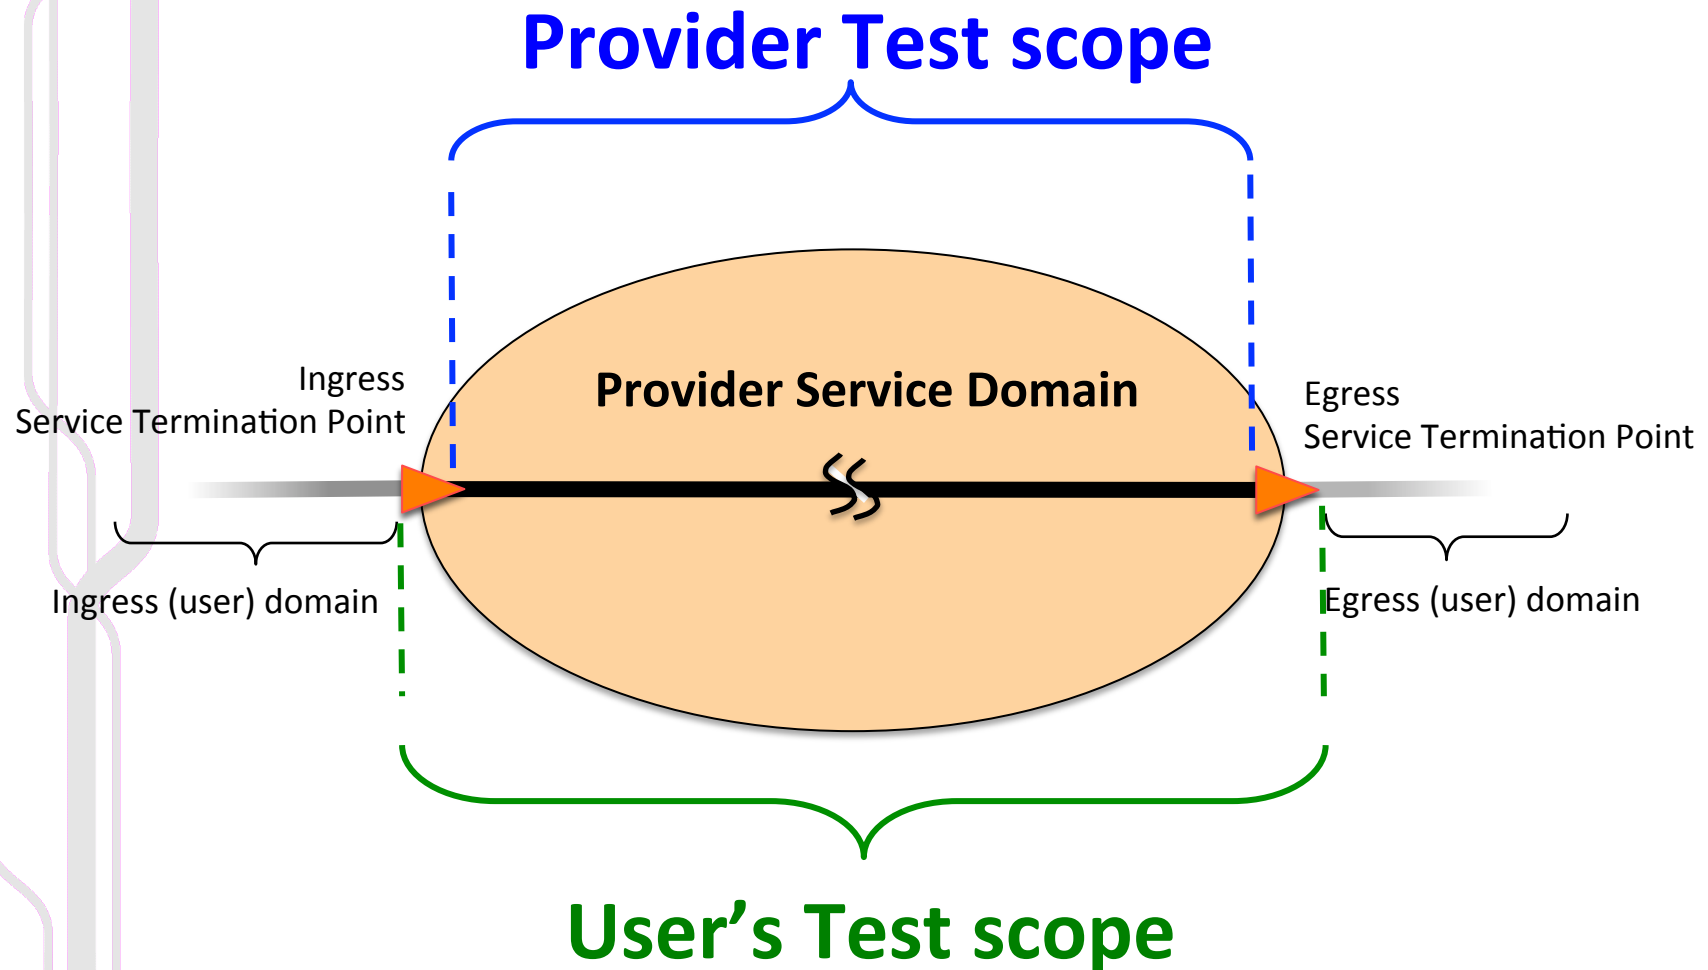 Provider Test scope
Provider Service Domain
Ingress
Service Termination Point
Egress
Service Termination Point
Ingress (user) domain
Egress (user) domain
User’s Test scope